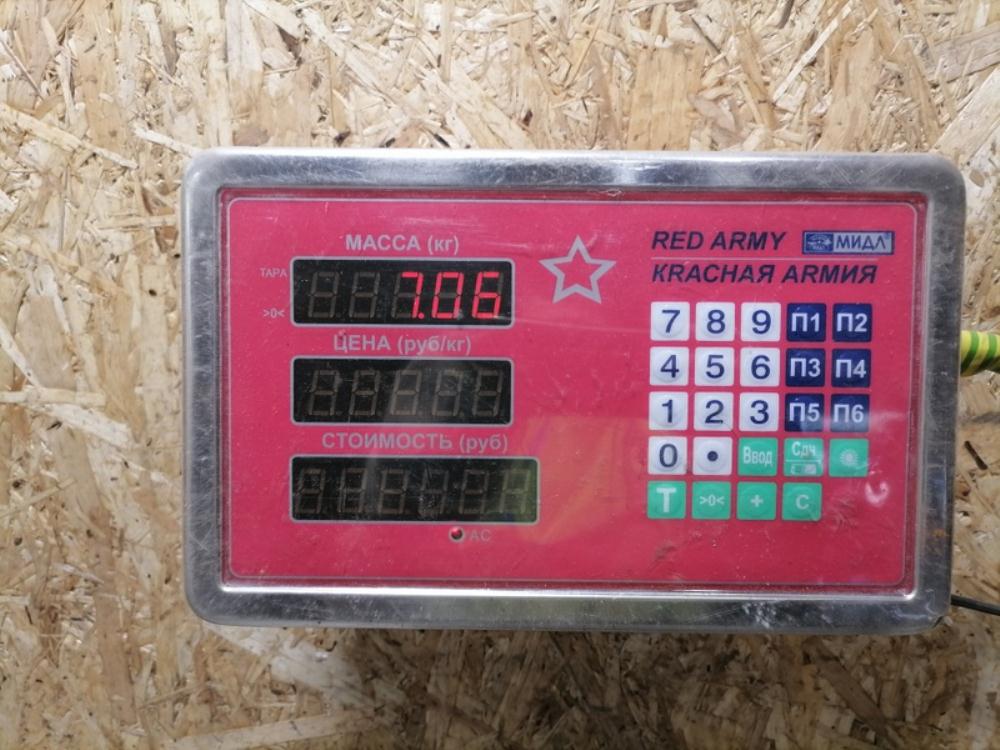 МАССА (кг)
ТАРА
7.06
>0<
ЦЕНА (руб/кг)
СТОИМОСТЬ (руб)
AC
RED ARMY МИДЛ
КRАСНАЯ ARMИЯ
7 8 9 П1 П2
4 5 6 П3 П4
1 2 3 П5 П6
0 • Ввод Сдч
T >0< + C